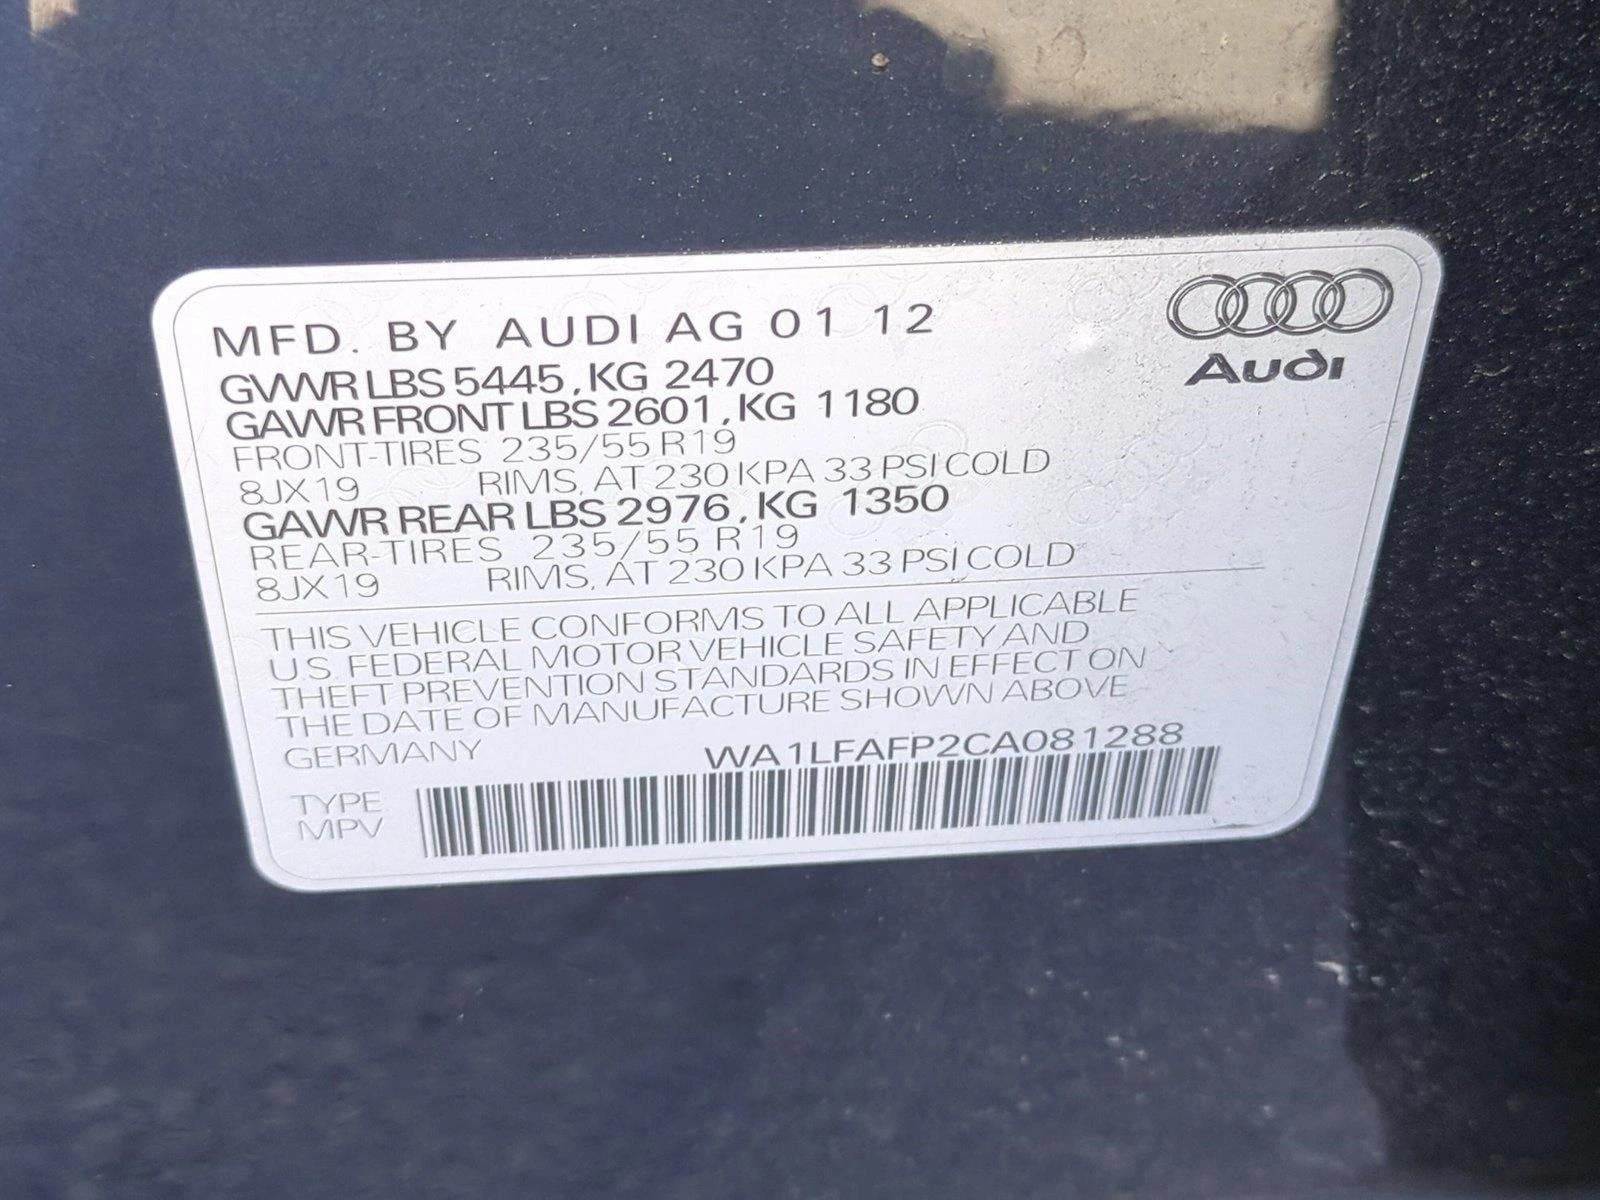 MFD. BY AUDI AG 01 12
Audi
GVWR LBS 5445, KG 2470
GAWR FRONT LBS 2601, KG 1180
FRONT-TIRES 235/55 R19
8JX19 RIMS, AT 230 KPA 33 PSI COLD
GAWR REAR LBS 2976, KG 1350
REAR-TIRES 235/55 R19
8JX19 RIMS, AT 230 KPA 33 PSI COLD
THIS VEHICLE CONFORMS TO ALL APPLICABLE
U.S. FEDERAL MOTOR VEHICLE SAFETY AND
THEFT PREVENTION STANDARDS IN EFFECT ON
THE DATE OF MANUFACTURE SHOWN ABOVE
GERMANY WA1LFAFP2CA081288
TYPE
MPV